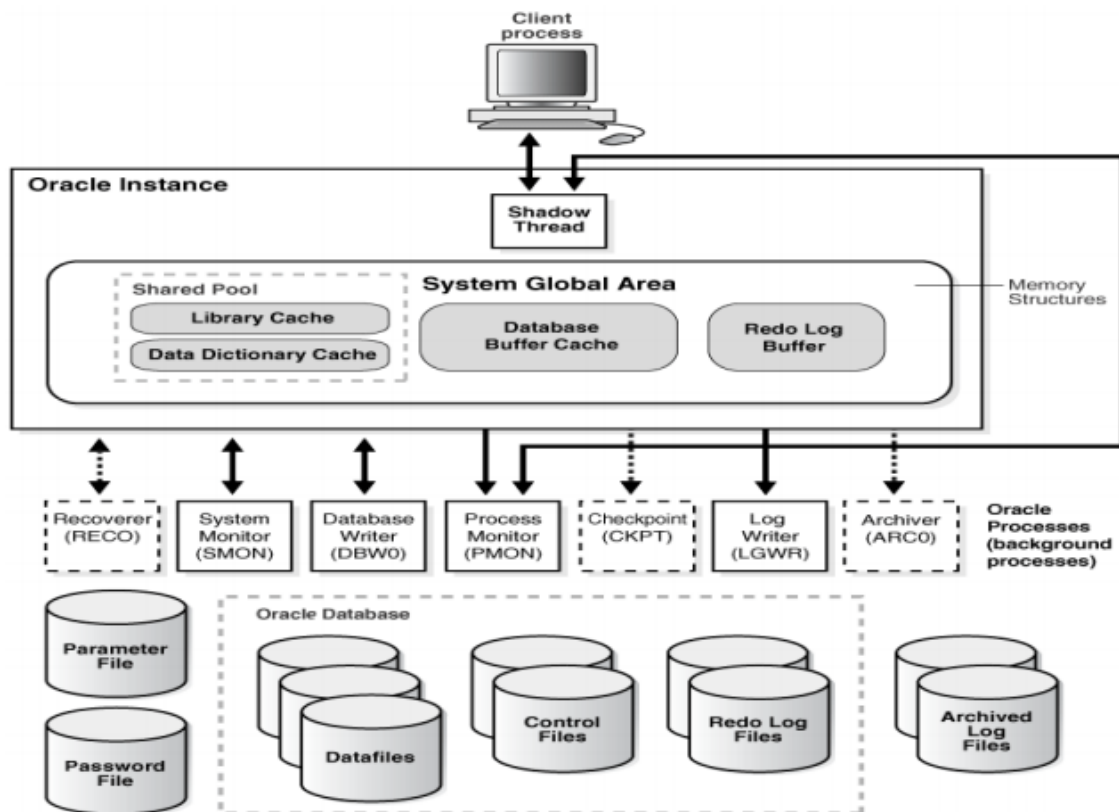 Client
process
Oracle Instance
Shadow
Thread
System Global Area
Shared Pool
Library Cache
Data Dictionary Cache
Database
Buffer Cache
Redo Log
Buffer
Memory
Structures
Recoverer
(RECO)
System
Monitor
(SMON)
Database
Writer
(DBW0)
Process
Monitor
(PMON)
Checkpoint
(CKPT)
Log
Writer
(LGWR)
Archiver
(ARC0)
Oracle
Processes
(background
processes)
Parameter
File
Password
File
Oracle Database
Datafiles
Control
Files
Redo Log
Files
Archived
Log
Files